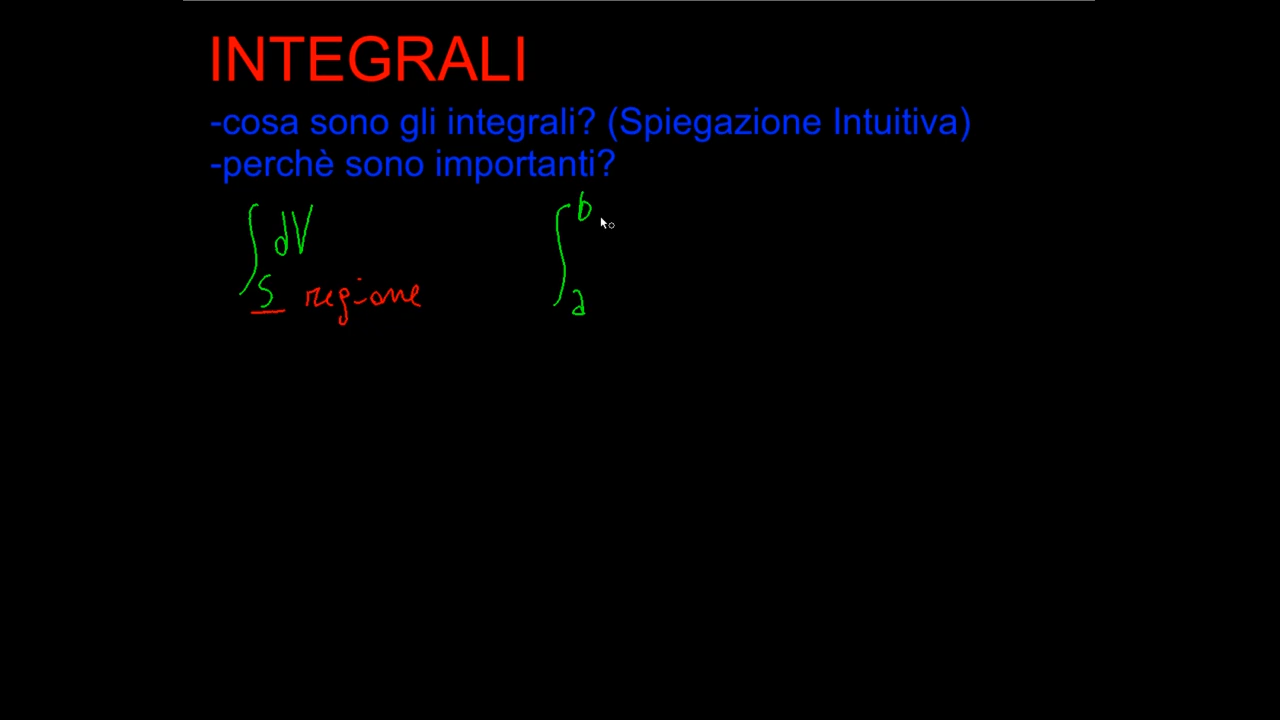 INTEGRALI
-cosa sono gli integrali? (Spiegazione Intuitiva)
-perchè sono importanti?
∫ dV
S regione
∫ b
a